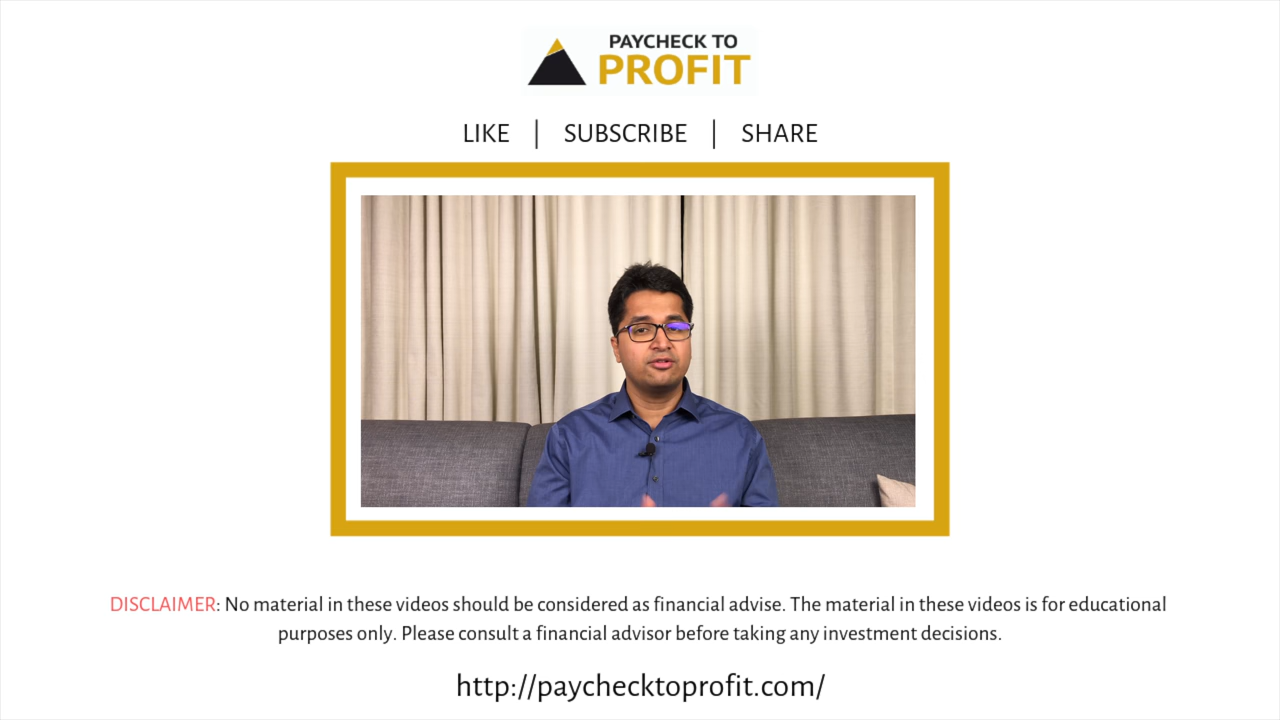 PAYCHECK TO
PROFIT
LIKE | SUBSCRIBE | SHARE
DISCLAIMER: No material in these videos should be considered as financial advise. The material in these videos is for educational
purposes only. Please consult a financial advisor before taking any investment decisions.
http://paychecktoprofit.com/